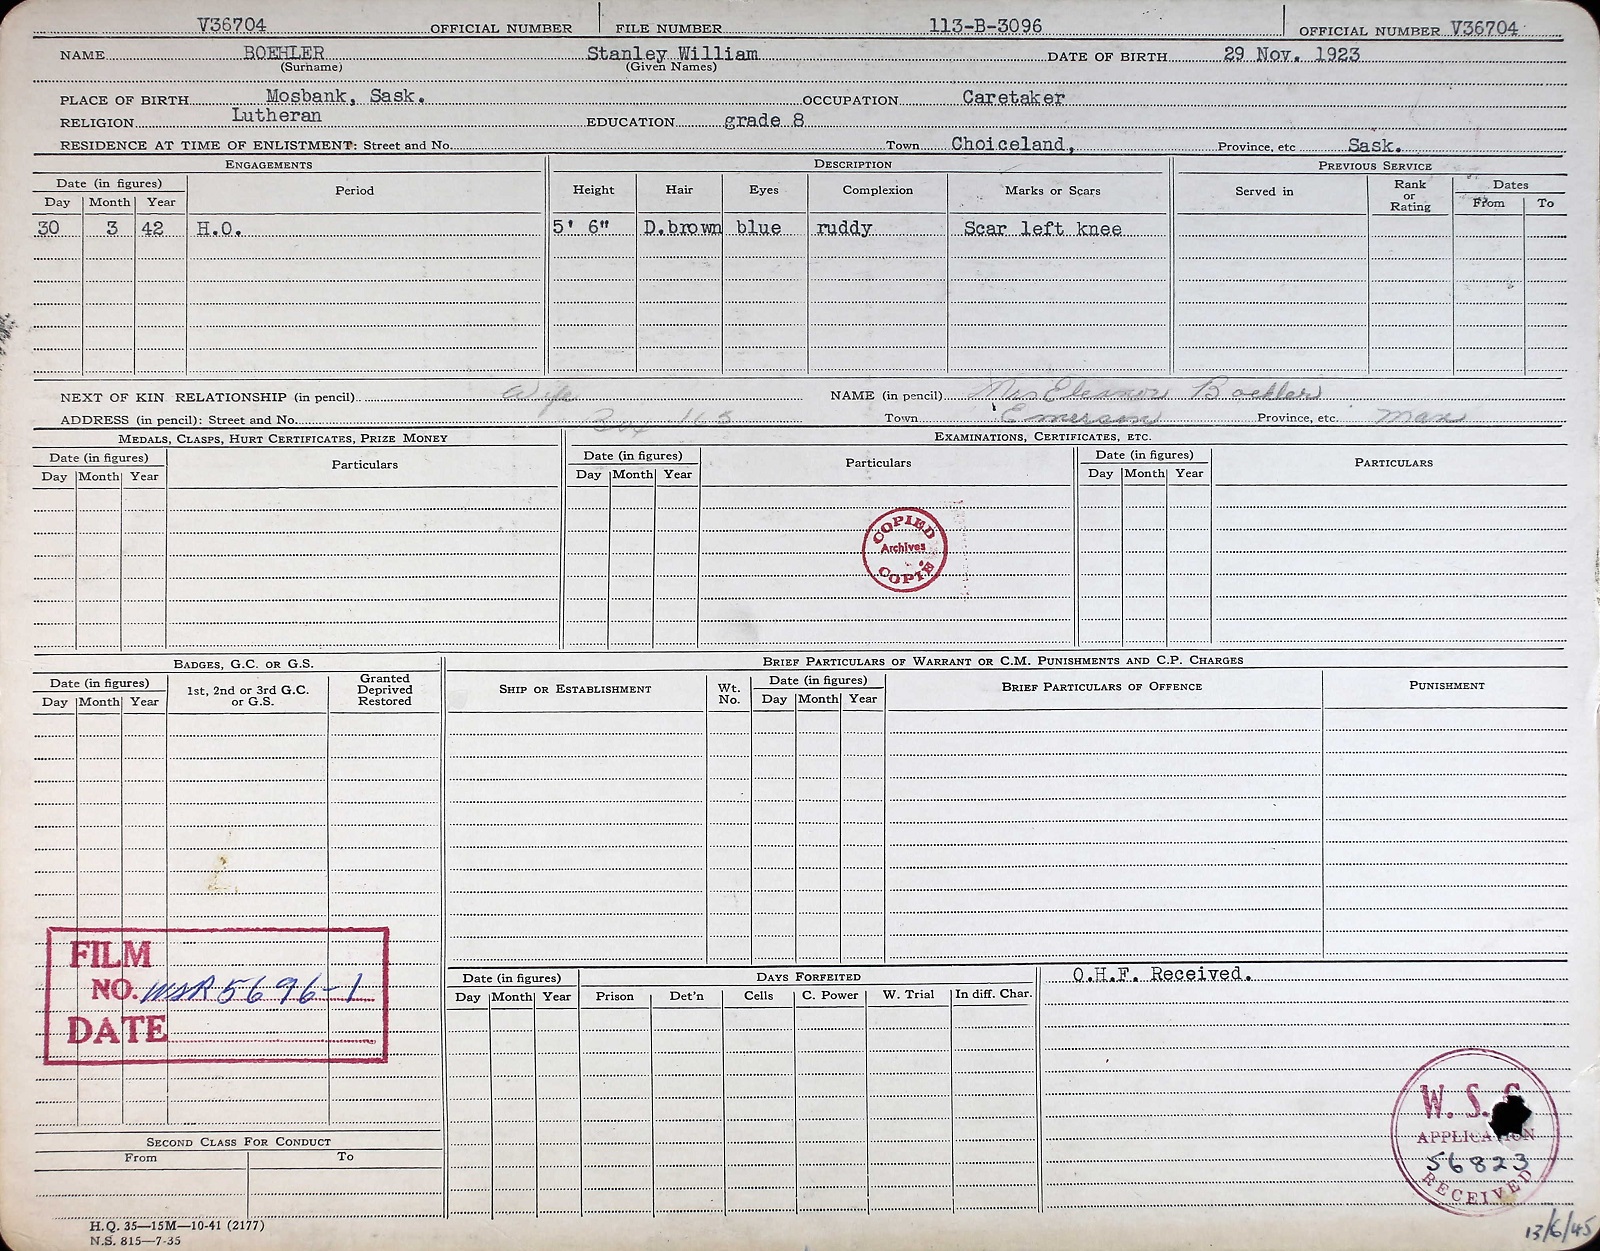 V36704 OFFICIAL NUMBER FILE NUMBER 113-B-3096 OFFICIAL NUMBER V36704
NAME BOEHLER Stanley William DATE OF BIRTH 29 Nov. 1923
(Surname) (Given Names)
PLACE OF BIRTH Mosbank, Sask. OCCUPATION Caretaker
RELIGION Lutheran EDUCATION grade 8
RESIDENCE AT TIME OF ENLISTMENT: Street and No. Town Choiceland, Province, etc Sask.
ENGAGEMENTS DESCRIPTION PREVIOUS SERVICE
Date (in figures) Period Height Hair Eyes Complexion Marks or Scars Served in Rank or Rating Dates
Day Month Year From To
30 3 42 H.O. 5' 6" D.brown blue ruddy Scar left knee
NEXT OF KIN RELATIONSHIP (in pencil) Wife NAME (in pencil) Mrs Eleanor Boehler
ADDRESS (in pencil): Street and No. Box 165 Town Emerson Province, etc. Man
MEDALS, CLASPS, HURT CERTIFICATES, PRIZE MONEY EXAMINATIONS, CERTIFICATES, ETC.
Date (in figures) Particulars Date (in figures) Particulars Date (in figures) PARTICULARS
Day Month Year Day Month Year Day Month Year
COPIED
Archives
COPIÉ
BADGES, G.C. OR G.S. BRIEF PARTICULARS OF WARRANT OR C.M. PUNISHMENTS AND C.P. CHARGES
Date (in figures) 1st, 2nd or 3rd G.C. or G.S. Granted Deprived Restored SHIP OR ESTABLISHMENT Wt. No. Date (in figures) BRIEF PARTICULARS OF OFFENCE PUNISHMENT
Day Month Year Day Month Year
FILM
NO. WSR 5696-1
DATE
Date (in figures) DAYS FORFEITED O.H.F. Received.
Day Month Year Prison Det'n Cells C. Power W. Trial In diff. Char.
W. S.
APPLICATION
56823
RECEIVED
SECOND CLASS FOR CONDUCT
From To
H.Q. 35—15M—10-41 (2177)
N.S. 815—7-35
13/6/45